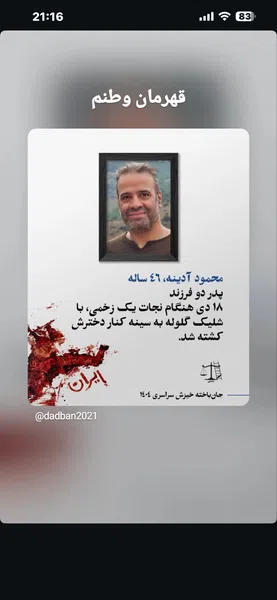 21:16
83
قهرمان وطنم
محمود آدینه، ٤٦ ساله
پدر دو فرزند
۱۸ دی هنگام نجات یک زخمی، با
شلیک گلوله به سینه کنار دخترش
کشته شد.
ایران
جان‌باخته خیزش سراسری ۱۴۰۴
@dadban2021